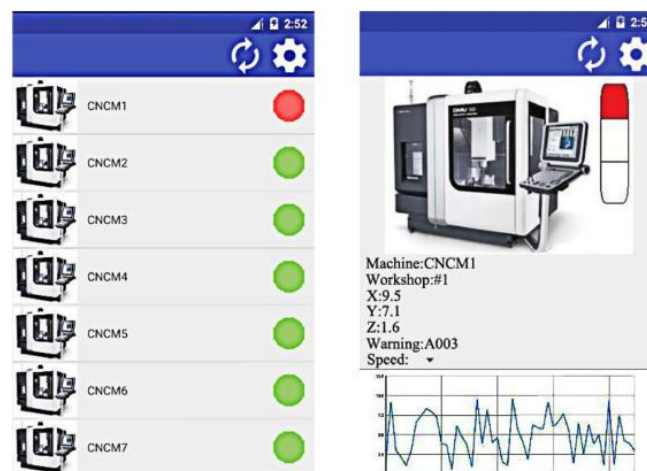 2:52
CNCM1
CNCM2
CNCM3
CNCM4
CNCM5
CNCM6
CNCM7
DMU
Machine:CNCM1
Workshop:#1
X:9.5
Y:7.1
Z:1.6
Warning:A003
Speed: